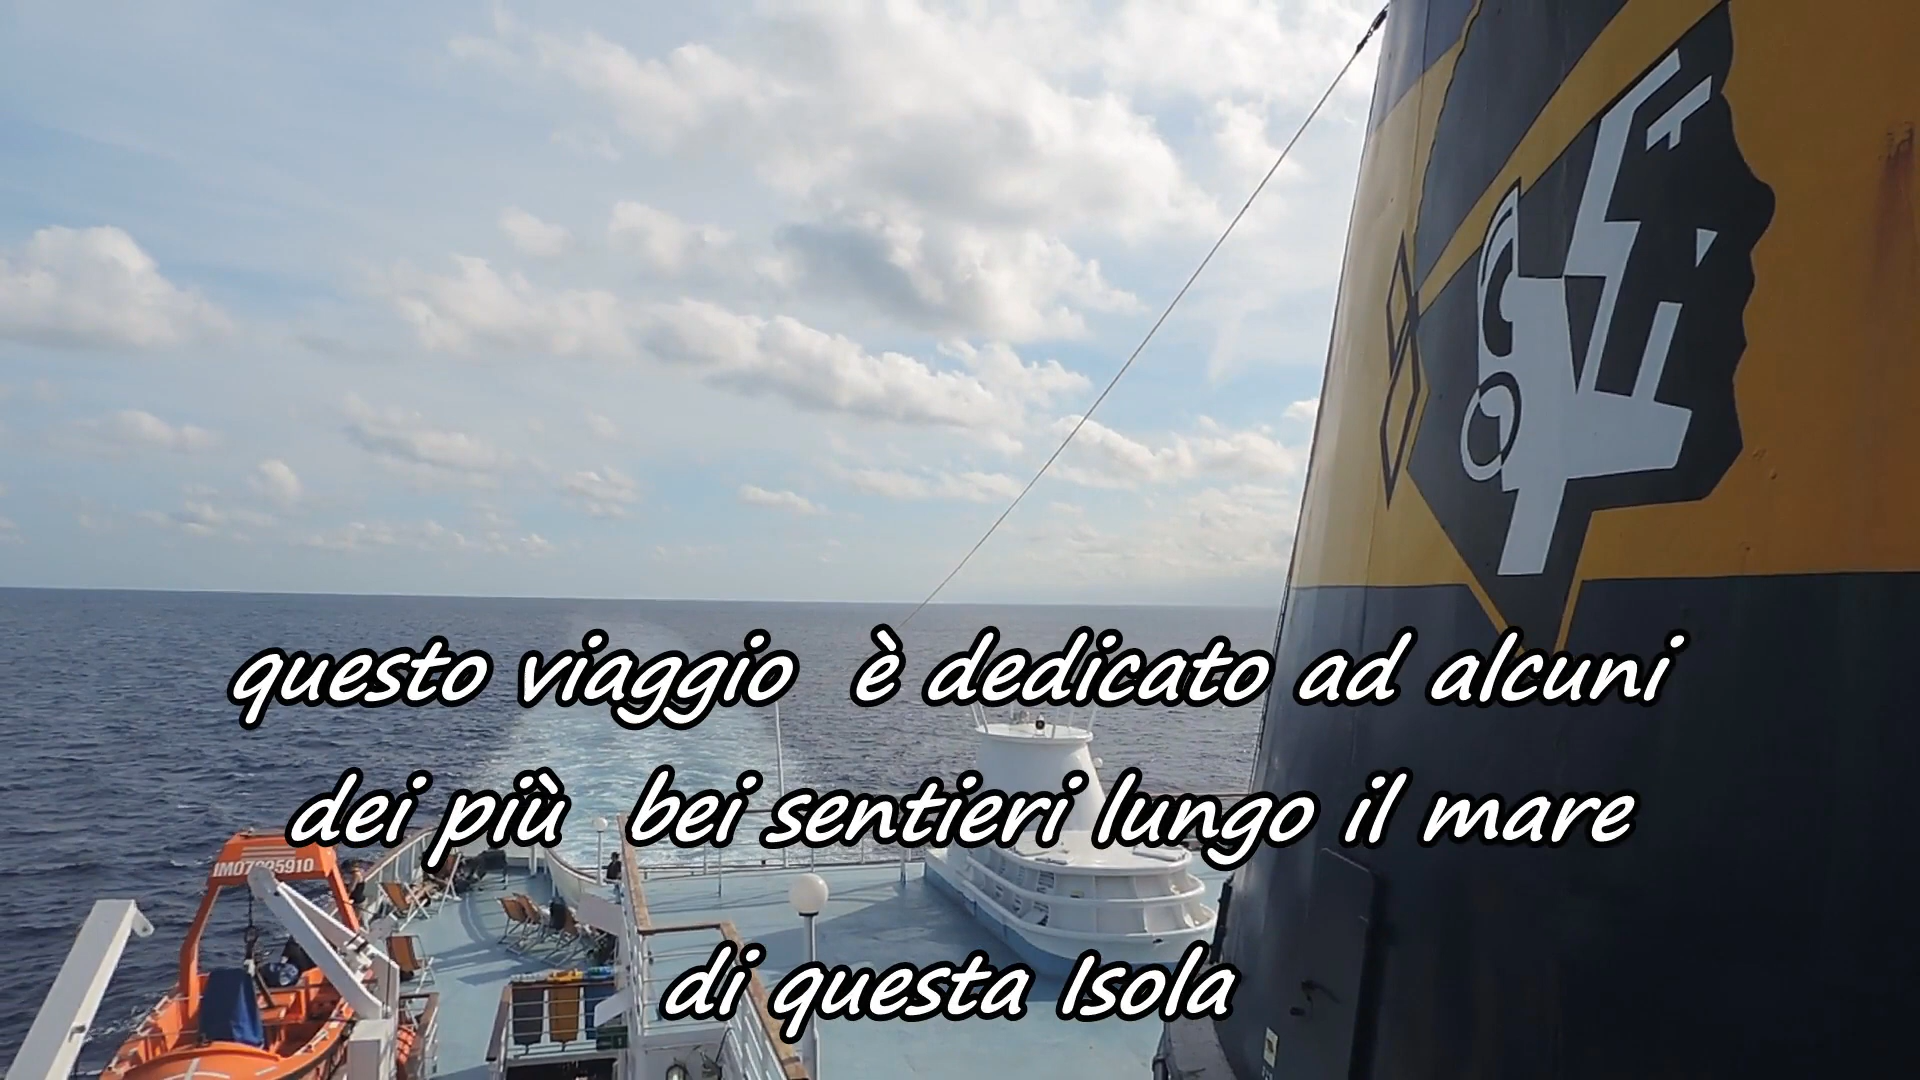 questo viaggio è dedicato ad alcuni
dei più bei sentieri lungo il mare
di questa Isola